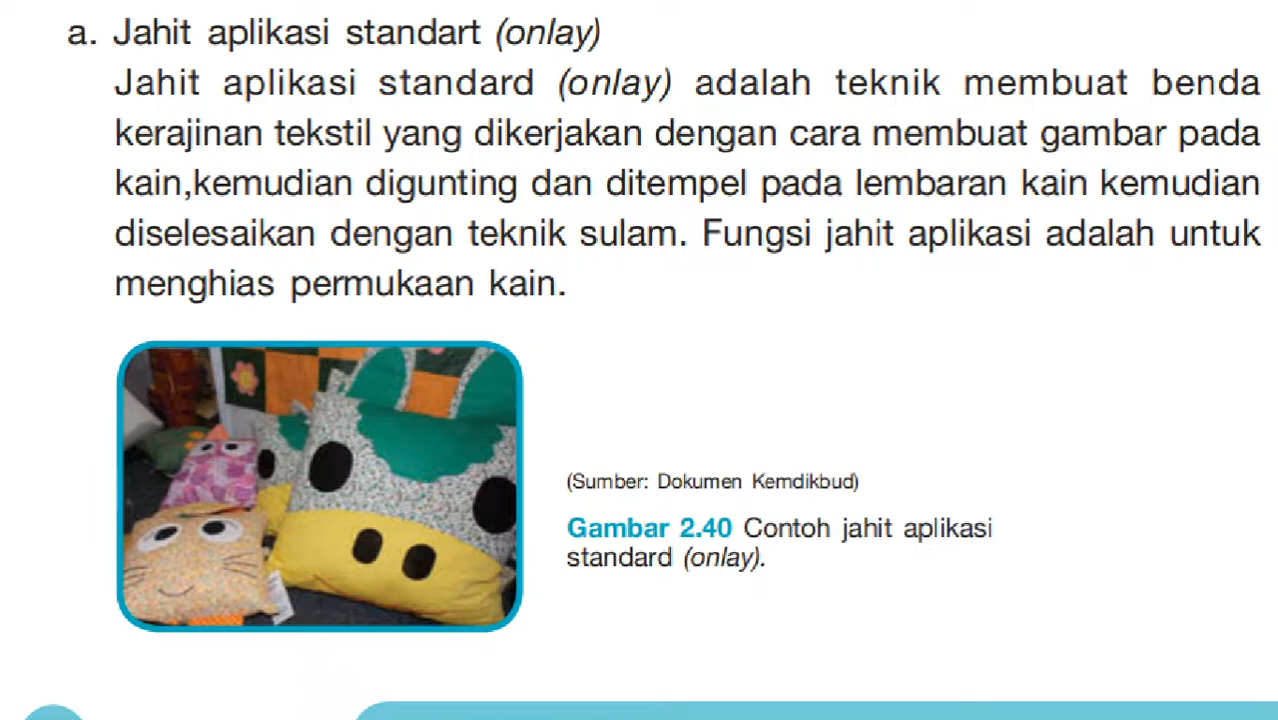 a. Jahit aplikasi standart (onlay)
Jahit aplikasi standard (onlay) adalah teknik membuat benda
kerajinan tekstil yang dikerjakan dengan cara membuat gambar pada
kain,kemudian digunting dan ditempel pada lembaran kain kemudian
diselesaikan dengan teknik sulam. Fungsi jahit aplikasi adalah untuk
menghias permukaan kain.
(Sumber: Dokumen Kemdikbud)
Gambar 2.40 Contoh jahit aplikasi
standard (onlay).